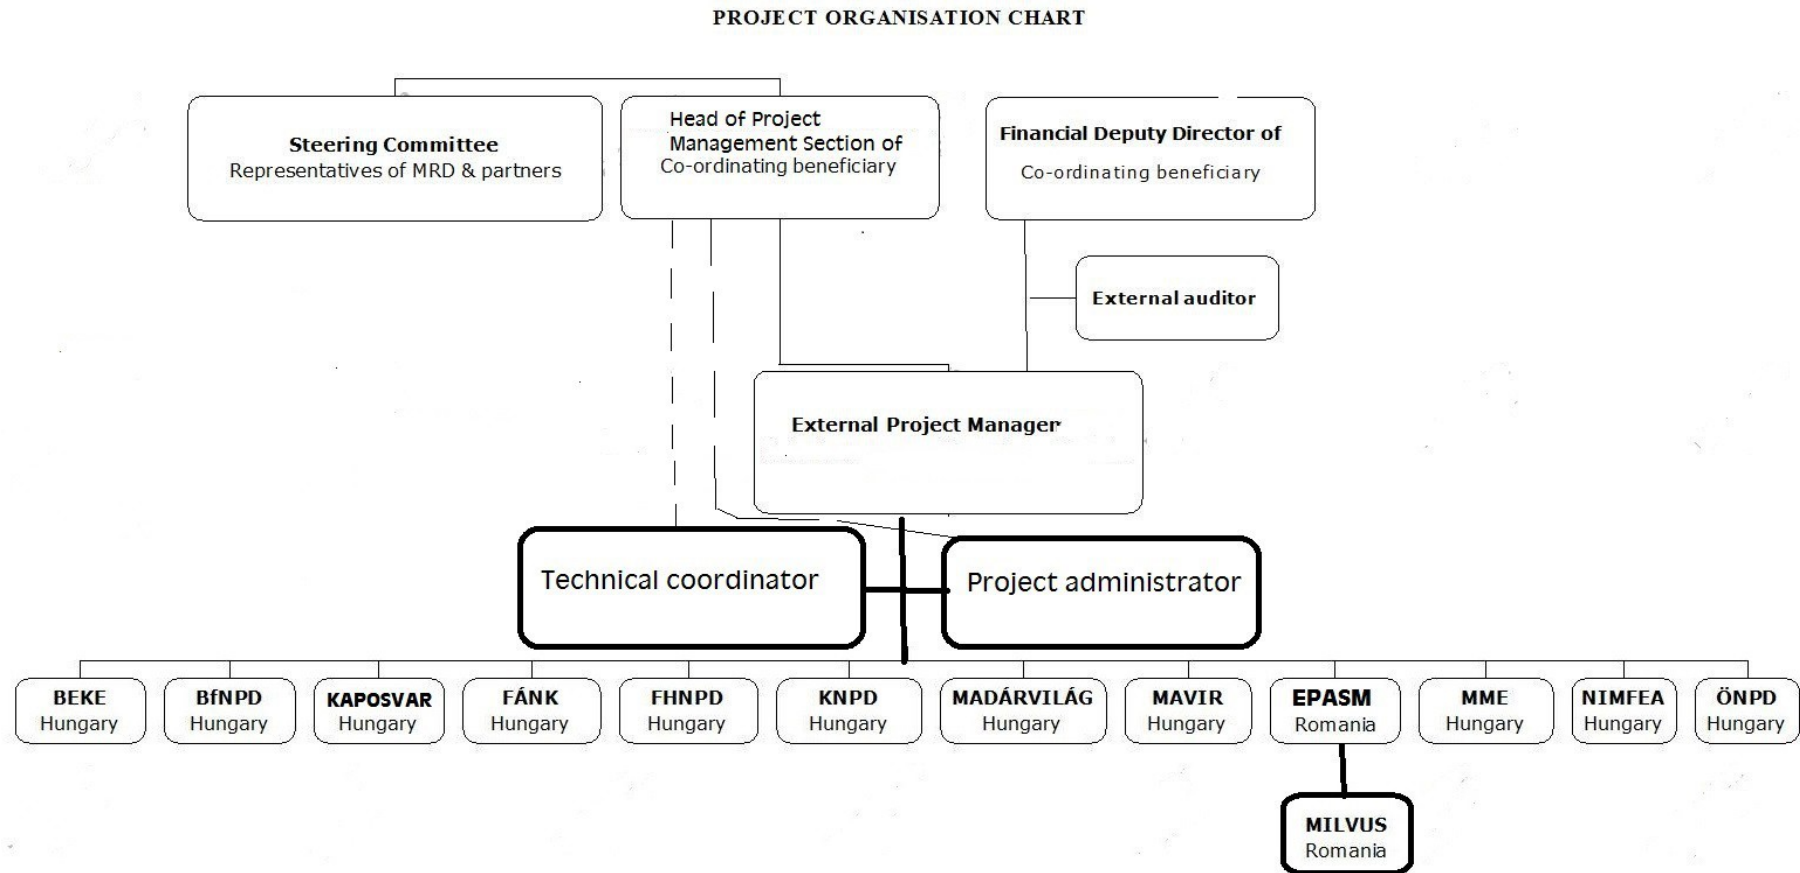 PROJECT ORGANISATION CHART
Steering Committee
Representatives of MRD & partners
Head of Project
Management Section of
Co-ordinating beneficiary
Financial Deputy Director of
Co-ordinating beneficiary
External auditor
External Project Manager
Technical coordinator
Project administrator
BEKE
Hungary
BfNPD
Hungary
KAPOSVAR
Hungary
FÁNK
Hungary
FHNPD
Hungary
KNPD
Hungary
MADÁRVILÁG
Hungary
MAVIR
Hungary
EPASM
Romania
MME
Hungary
NIMFEA
Hungary
ÖNPD
Hungary
MILVUS
Romania